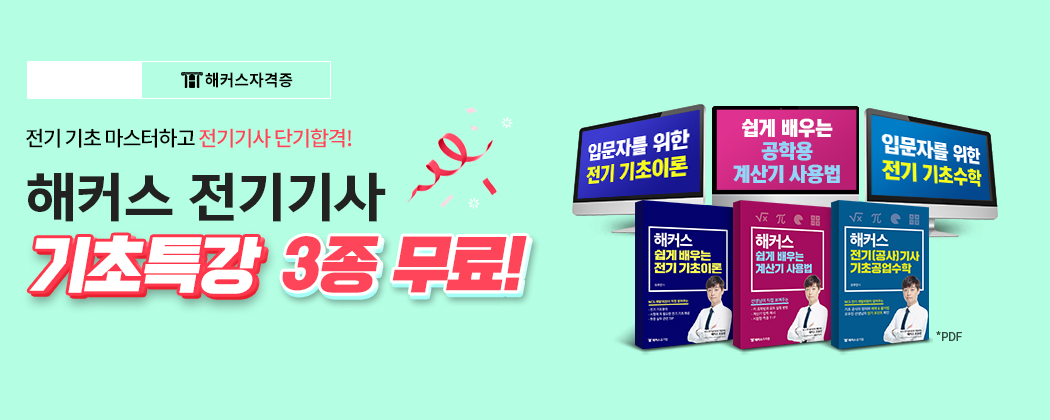 해커스자격증
전기 기초 마스터하고 전기기사 단기합격!
해커스 전기기사
기초특강 3종 무료!
입문자를 위한
전기 기초이론
쉽게 배우는
공학용
계산기 사용법
입문자를 위한
전기 기초수학
해커스
쉽게 배우는
전기 기초이론
해커스
쉽게 배우는
계산기 사용법
해커스
전기(공사)기사
기초공업수학
*PDF